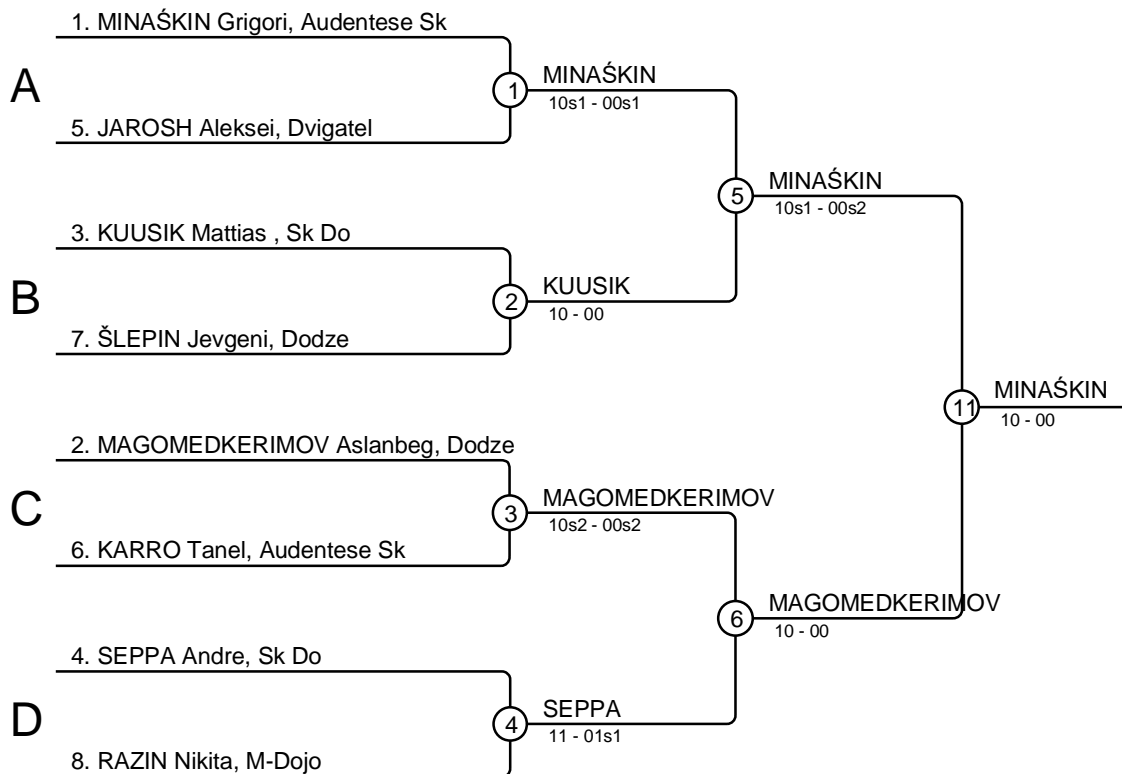 1. MINAŚKIN Grigori, Audentese Sk
A
1
MINAŚKIN
10s1 - 00s1
5. JAROSH Aleksei, Dvigatel
5
MINAŚKIN
10s1 - 00s2
3. KUUSIK Mattias , Sk Do
B
2
KUUSIK
10 - 00
7. ŠLEPIN Jevgeni, Dodze
11
MINAŚKIN
10 - 00
2. MAGOMEDKERIMOV Aslanbeg, Dodze
C
3
MAGOMEDKERIMOV
10s2 - 00s2
6. KARRO Tanel, Audentese Sk
6
MAGOMEDKERIMOV
10 - 00
4. SEPPA Andre, Sk Do
D
4
SEPPA
11 - 01s1
8. RAZIN Nikita, M-Dojo